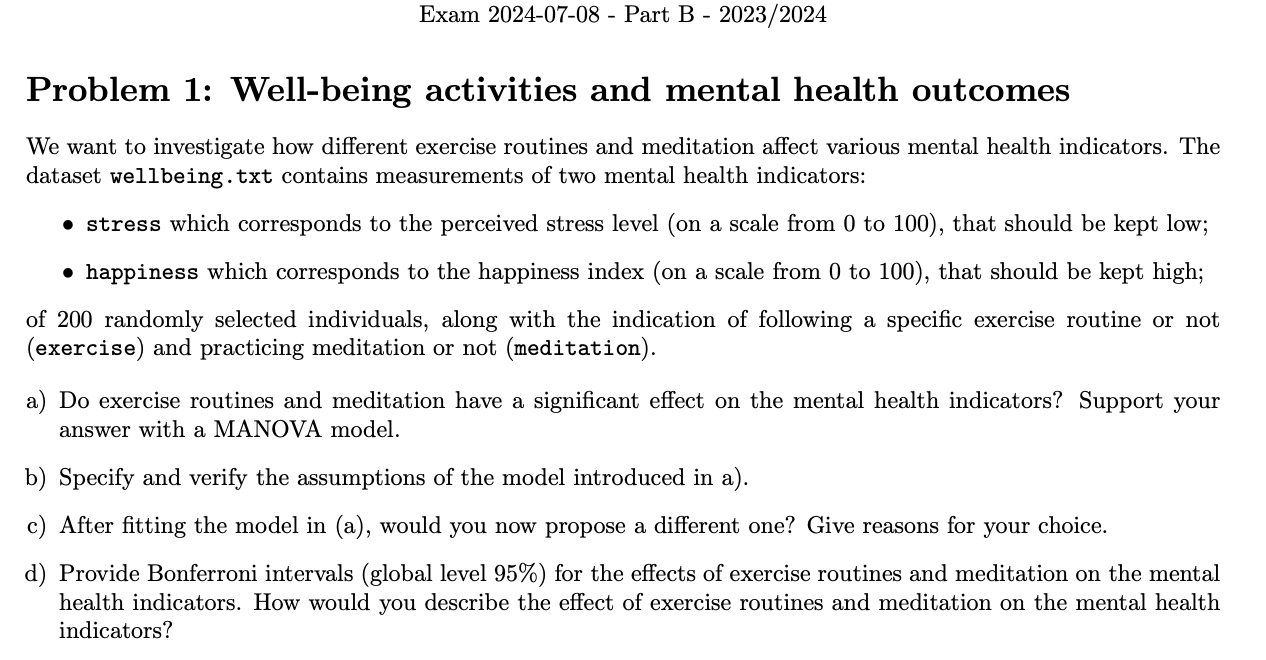 Exam 2024-07-08 - Part B - 2023/2024
Problem 1: Well-being activities and mental health outcomes
We want to investigate how different exercise routines and meditation affect various mental health indicators. The
dataset wellbeing.txt contains measurements of two mental health indicators:
• stress which corresponds to the perceived stress level (on a scale from 0 to 100), that should be kept low;
• happiness which corresponds to the happiness index (on a scale from 0 to 100), that should be kept high;
of 200 randomly selected individuals, along with the indication of following a specific exercise routine or not
(exercise) and practicing meditation or not (meditation).
a) Do exercise routines and meditation have a significant effect on the mental health indicators? Support your
answer with a MANOVA model.
b) Specify and verify the assumptions of the model introduced in a).
c) After fitting the model in (a), would you now propose a different one? Give reasons for your choice.
d) Provide Bonferroni intervals (global level 95%) for the effects of exercise routines and meditation on the mental
health indicators. How would you describe the effect of exercise routines and meditation on the mental health
indicators?